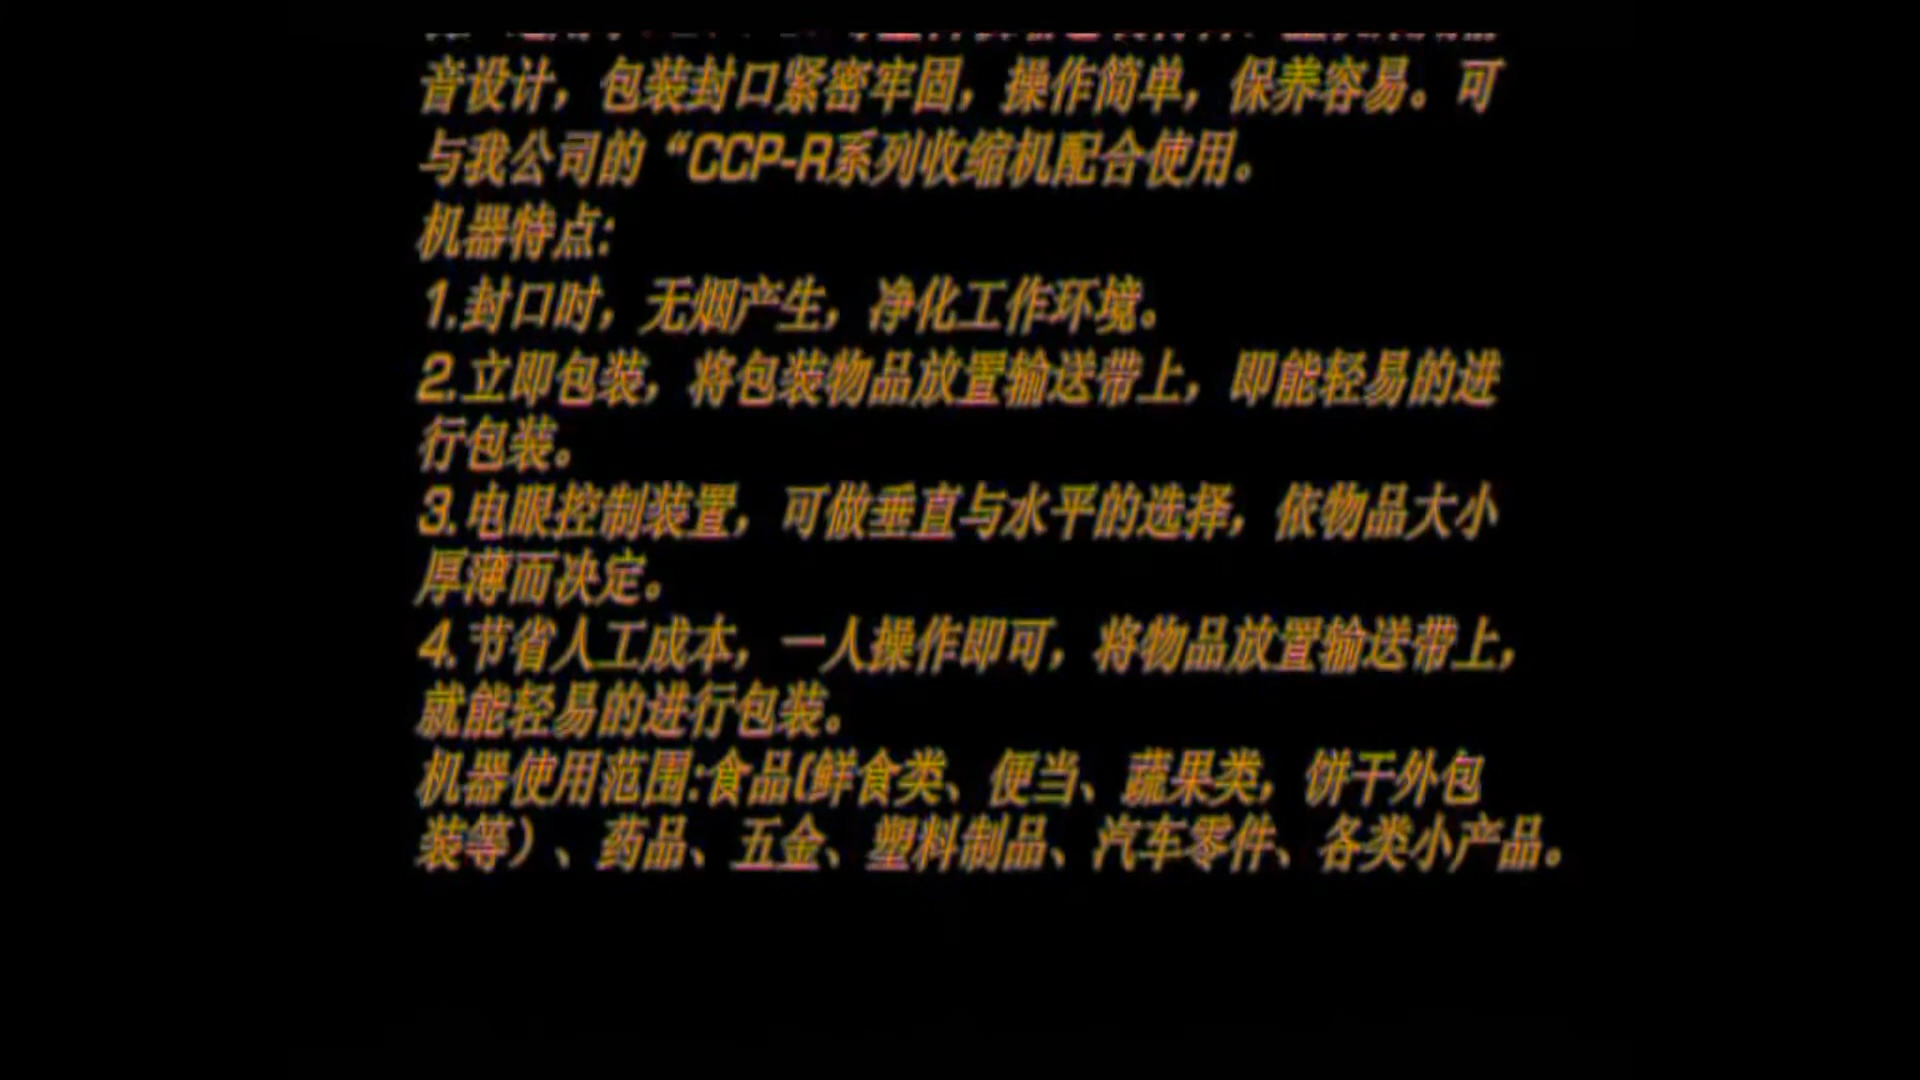 音设计，包装封口紧密牢固，操作简单，保养容易。可
与我公司的“CCP-R系列收缩机配合使用。
机器特点:
1.封口时，无烟产生，净化工作环境。
2.立即包装，将包装物品放置输送带上，即能轻易的进
行包装。
3.电眼控制装置，可做垂直与水平的选择，依物品大小
厚薄而决定。
4.节省人工成本，一人操作即可，将物品放置输送带上，
就能轻易的进行包装。
机器使用范围:食品(鲜食类、便当、蔬果类，饼干外包
装等）、药品、五金、塑料制品、汽车零件、各类小产品。